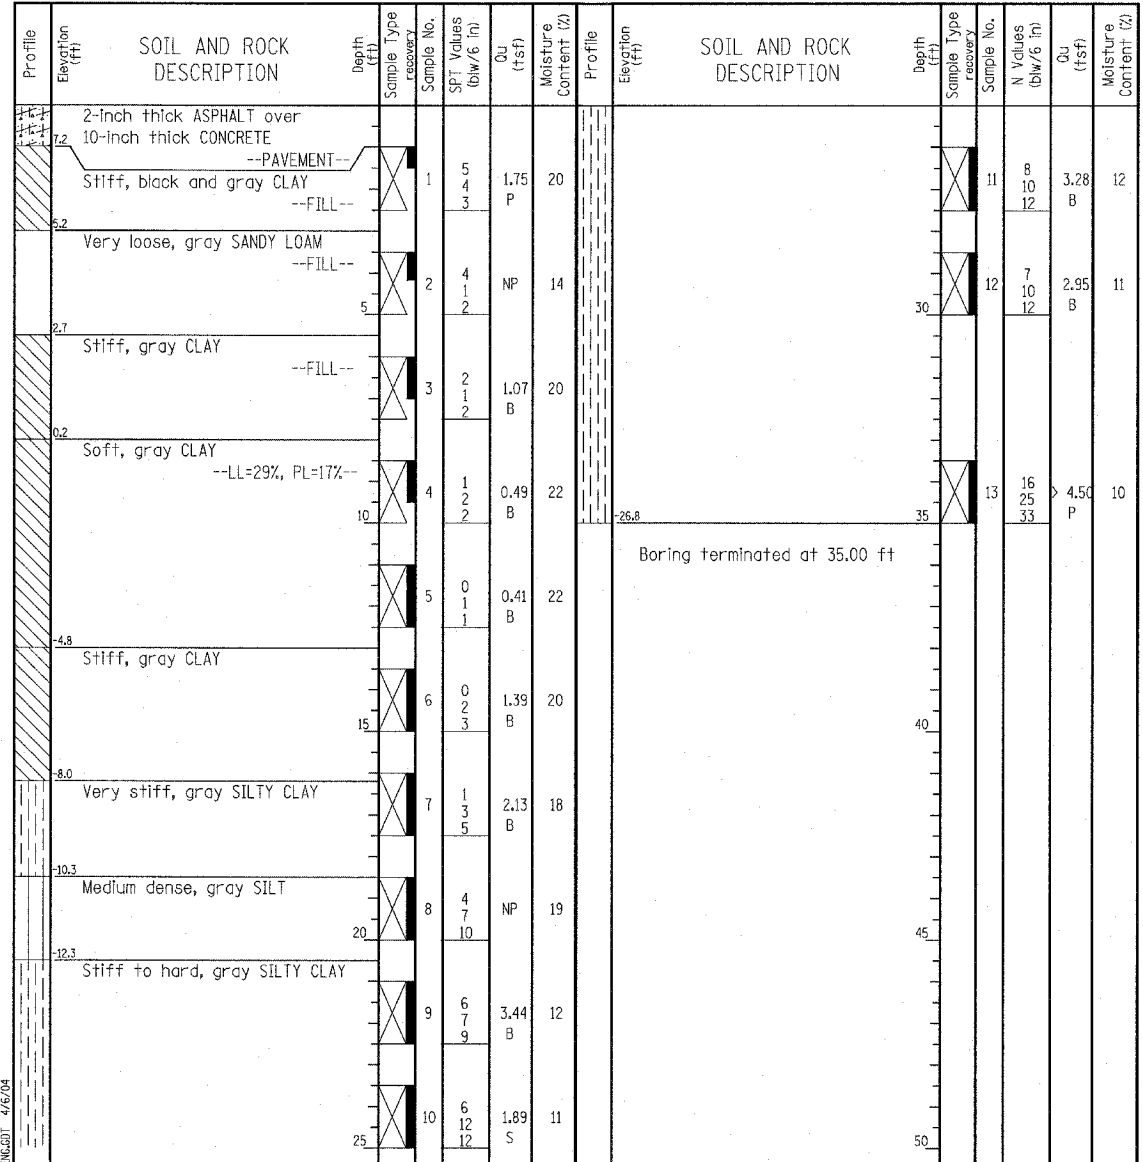 Profile
Elevation (ft)
SOIL AND ROCK DESCRIPTION
Depth (ft)
Sample Type recovery
Sample No.
SPT Values (blw/6 in)
Qu (tsf)
Moisture Content (%)
Profile
Elevation (ft)
SOIL AND ROCK DESCRIPTION
Depth (ft)
Sample Type recovery
Sample No.
N Values (blw/6 in)
Qu (tsf)
Moisture Content (%)
2-inch thick ASPHALT over
7.2 10-inch thick CONCRETE
--PAVEMENT--
Stiff, black and gray CLAY
--FILL--
1 5 4 3 1.75 P 20
5.2
Very loose, gray SANDY LOAM
--FILL--
2 4 1 2 NP 14
5
2.7
Stiff, gray CLAY
--FILL--
3 2 1 2 1.07 B 20
0.2
Soft, gray CLAY
--LL=29%, PL=17%--
4 1 2 2 0.49 B 22
10
5 0 1 1 0.41 B 22
-4.8
Stiff, gray CLAY
6 0 2 3 1.39 B 20
15
-8.0
Very stiff, gray SILTY CLAY
7 1 3 5 2.13 B 18
-10.3
Medium dense, gray SILT
8 4 7 10 NP 19
20
-12.3
Stiff to hard, gray SILTY CLAY
9 6 7 9 3.44 B 12
10 6 12 12 1.89 S 11
25
11 8 10 12 3.28 B 12
12 7 10 12 2.95 B 11
30
13 16 25 33 > 4.50 P 10
-26.8 35
Boring terminated at 35.00 ft
40
45
50
NG.GDT 4/6/04